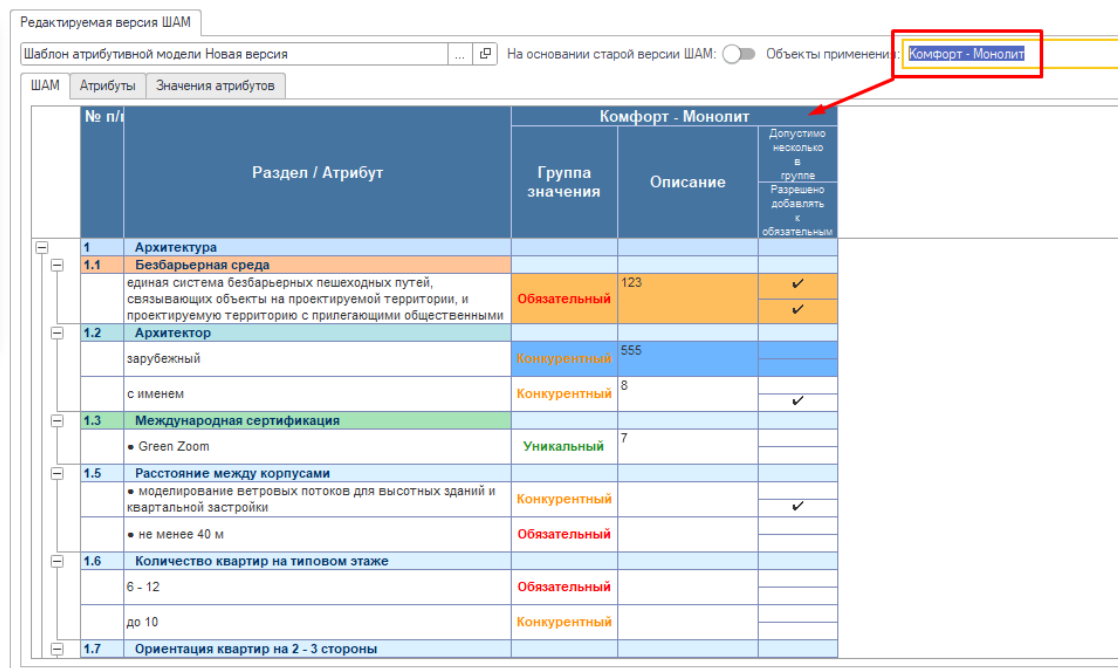 Редактируемая версия ШАМ
Шаблон атрибутивной модели Новая версия ... На основании старой версии ШАМ: Объекты применения: Комфорт - Монолит
ШАМ Атрибуты Значения атрибутов
№ п/ Раздел / Атрибут Комфорт - Монолит
Группа значения Описание
Допустимо несколько в группе
Разрешено добавлять к обязательным
1 Архитектура
1.1 Безбарьерная среда
единая система безбарьерных пешеходных путей,
связывающих объекты на проектируемой территории, и
проектируемую территорию с прилегающими общественными
Обязательный 123 ✓
✓
1.2 Архитектор
зарубежный Конкурентный 555
с именем Конкурентный 8
✓
1.3 Международная сертификация
• Green Zoom Уникальный 7
1.5 Расстояние между корпусами
• моделирование ветровых потоков для высотных зданий и
квартальной застройки
Конкурентный ✓
• не менее 40 м Обязательный
1.6 Количество квартир на типовом этаже
6 - 12 Обязательный
до 10 Конкурентный
1.7 Ориентация квартир на 2 - 3 стороны